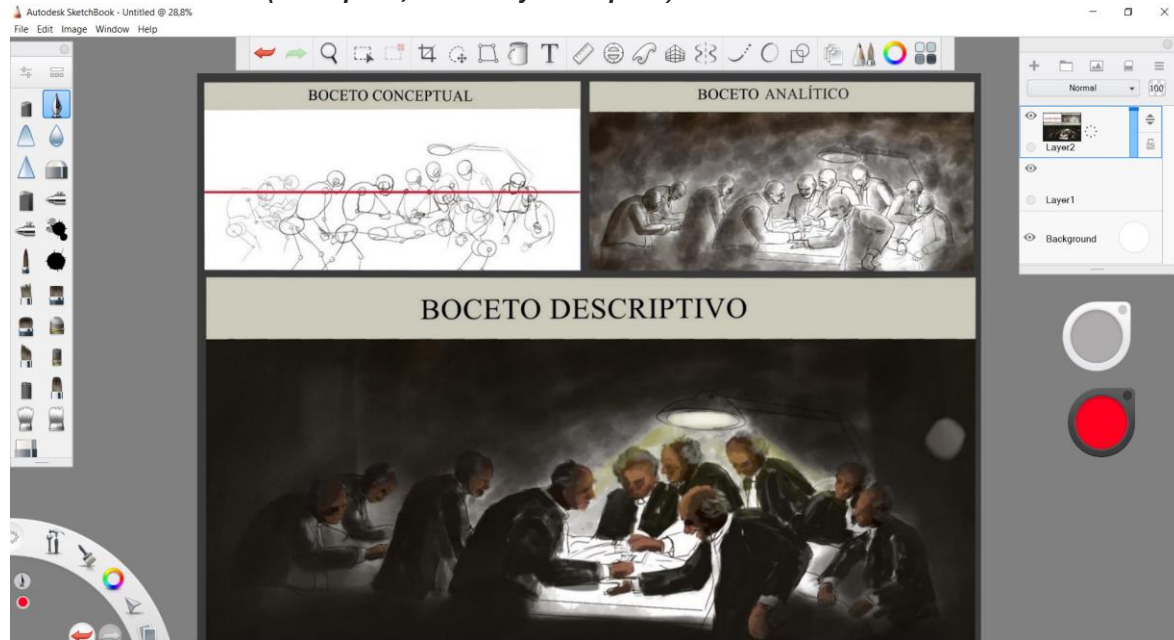 Autodesk SketchBook - Untitled @ 28,8%
File Edit Image Window Help
T
Normal
100
BOCETO CONCEPTUAL
BOCETO ANALÍTICO
Layer2
Layer1
Background
BOCETO DESCRIPTIVO